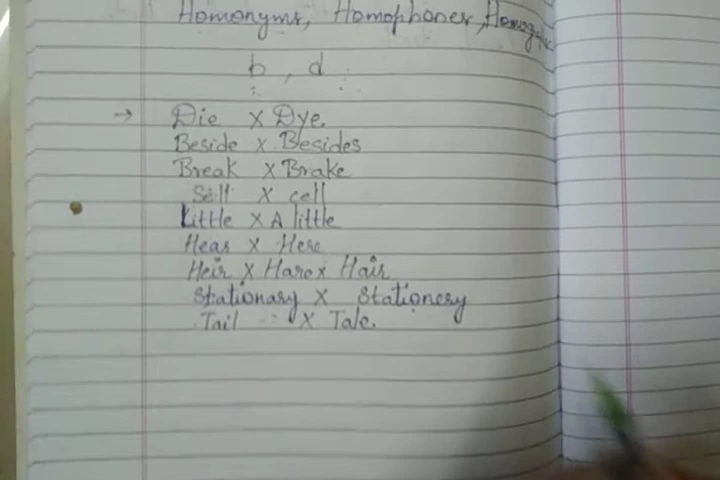 Homonyms, Homophones, Homographs
b, d
→ Die X Dye
Beside X Besides
Break X Brake
Sell X cell
Little X A little
Hear X Here
Heir X Hare X Hair
Stationary X Stationery
Tail X Tale